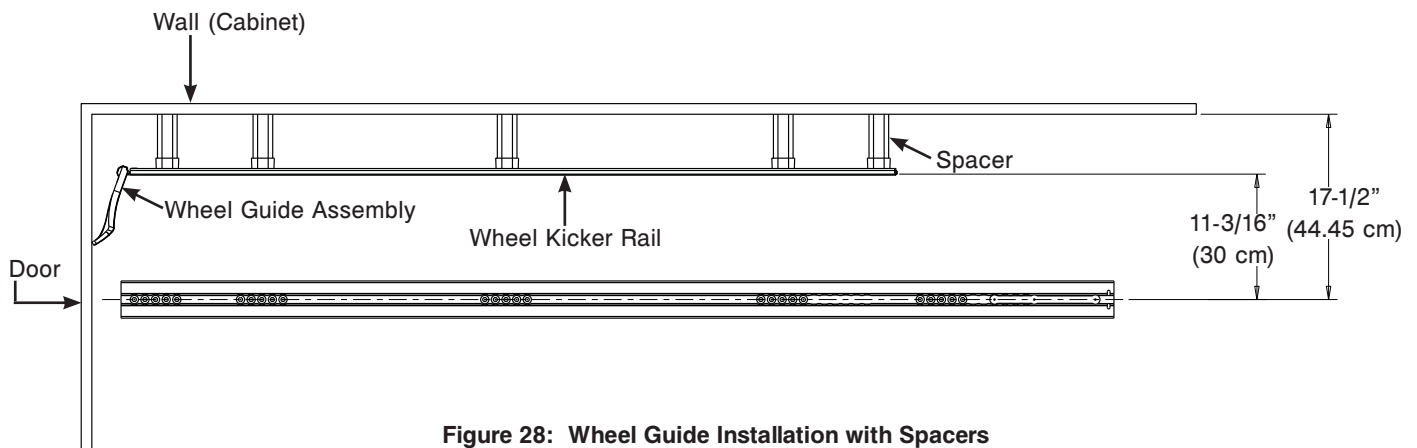 Wall (Cabinet)
Spacer
Wheel Guide Assembly
17-1/2”
(44.45 cm)
11-3/16”
(30 cm)
Wheel Kicker Rail
Door
Figure 28: Wheel Guide Installation with Spacers